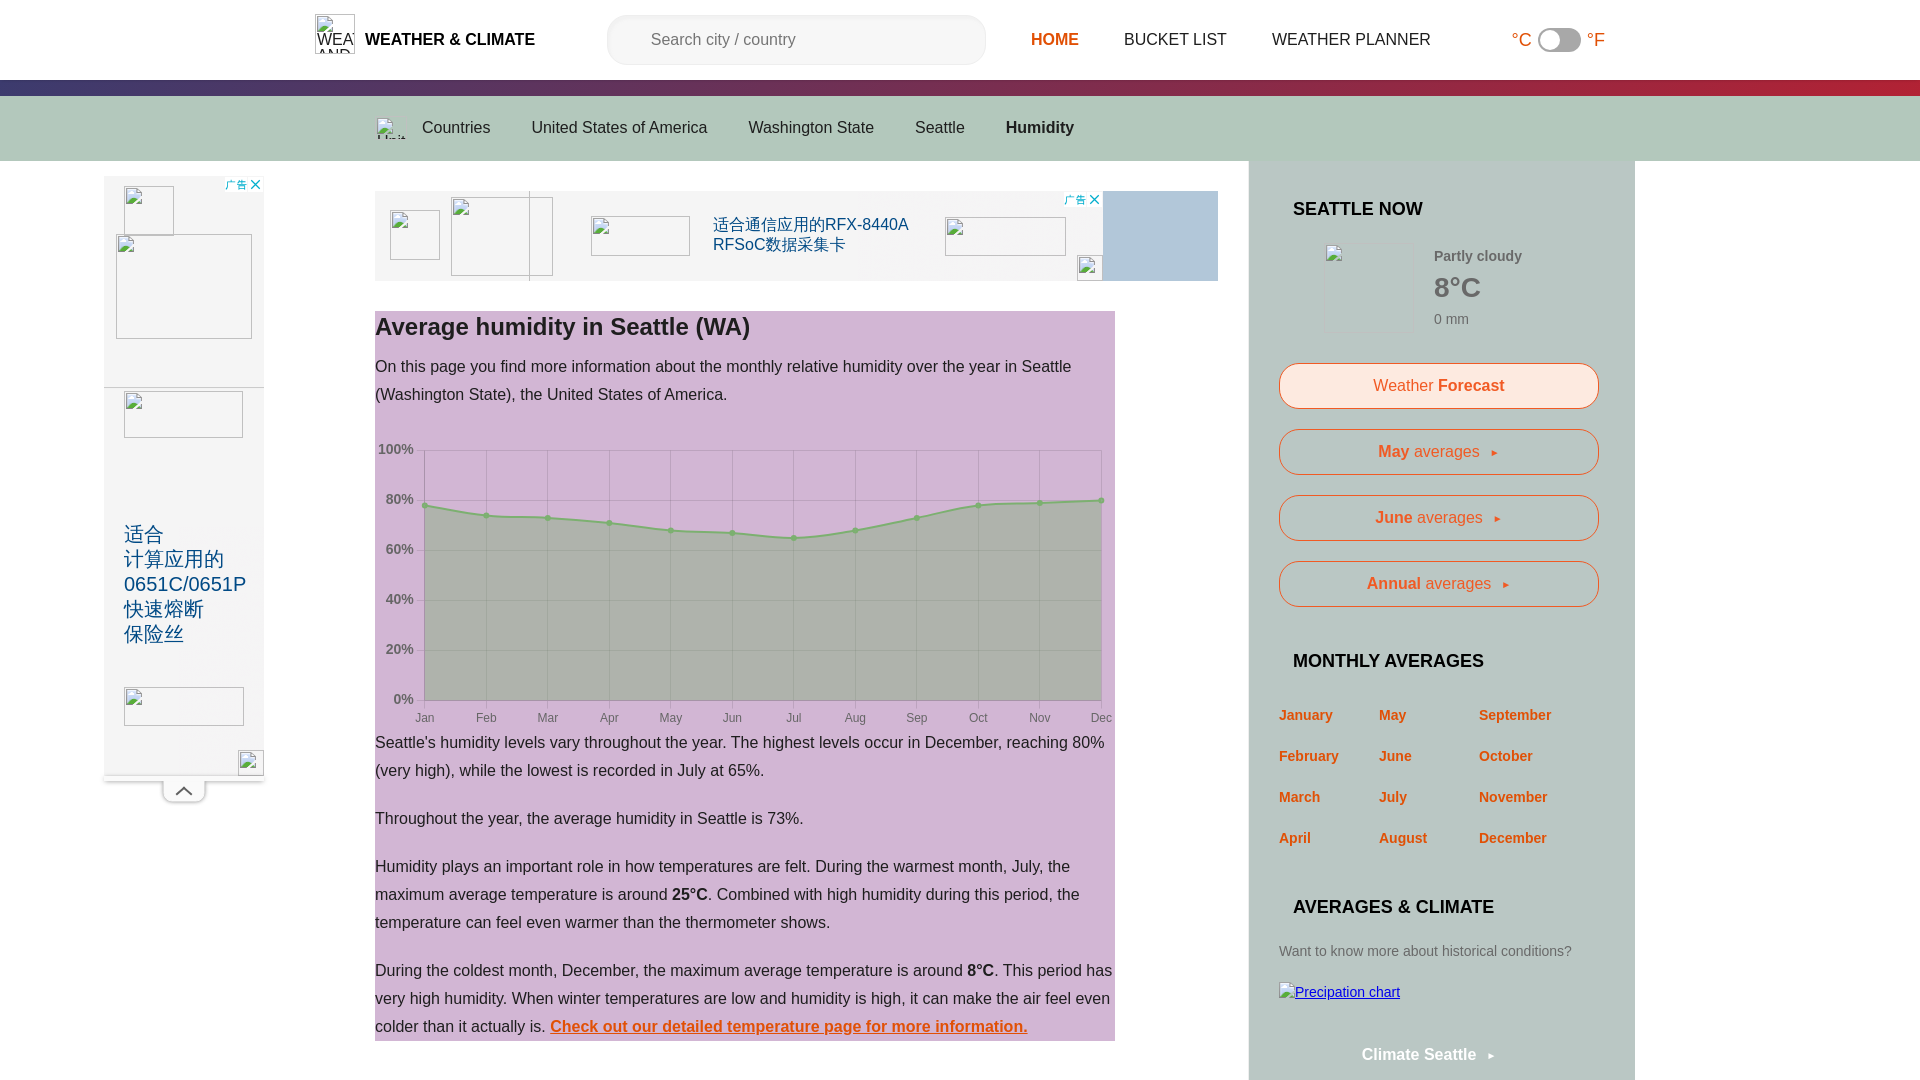 WEATHER & CLIMATE
Search city / country
HOME
BUCKET LIST
WEATHER PLANNER
°C
°F
Countries
United States of America
Washington State
Seattle
Humidity
广告
适合
计算应用的
0651C/0651P
快速熔断
保险丝
广告
适合通信应用的RFX-8440A
RFSoC数据采集卡
Average humidity in Seattle (WA)
On this page you find more information about the monthly relative humidity over the year in Seattle
(Washington State), the United States of America.
100%
80%
60%
40%
20%
0%
Jan Feb Mar Apr May Jun Jul Aug Sep Oct Nov Dec
Seattle's humidity levels vary throughout the year. The highest levels occur in December, reaching 80%
(very high), while the lowest is recorded in July at 65%.
Throughout the year, the average humidity in Seattle is 73%.
Humidity plays an important role in how temperatures are felt. During the warmest month, July, the
maximum average temperature is around 25°C. Combined with high humidity during this period, the
temperature can feel even warmer than the thermometer shows.
During the coldest month, December, the maximum average temperature is around 8°C. This period has
very high humidity. When winter temperatures are low and humidity is high, it can make the air feel even
colder than it actually is. Check out our detailed temperature page for more information.
SEATTLE NOW
Partly cloudy
8°C
0 mm
Weather Forecast
May averages ►
June averages ►
Annual averages ►
MONTHLY AVERAGES
January May September
February June October
March July November
April August December
AVERAGES & CLIMATE
Want to know more about historical conditions?
Precipation chart
Climate Seattle ►